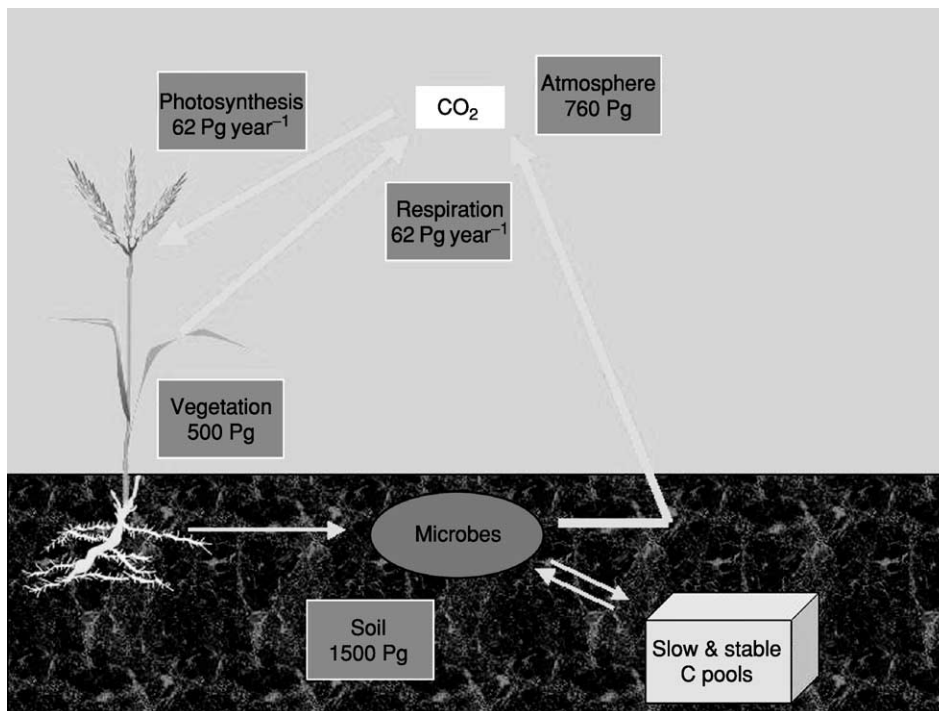 Photosynthesis
62 Pg year⁻¹
CO₂
Atmosphere
760 Pg
Respiration
62 Pg year⁻¹
Vegetation
500 Pg
Microbes
Soil
1500 Pg
Slow & stable
C pools